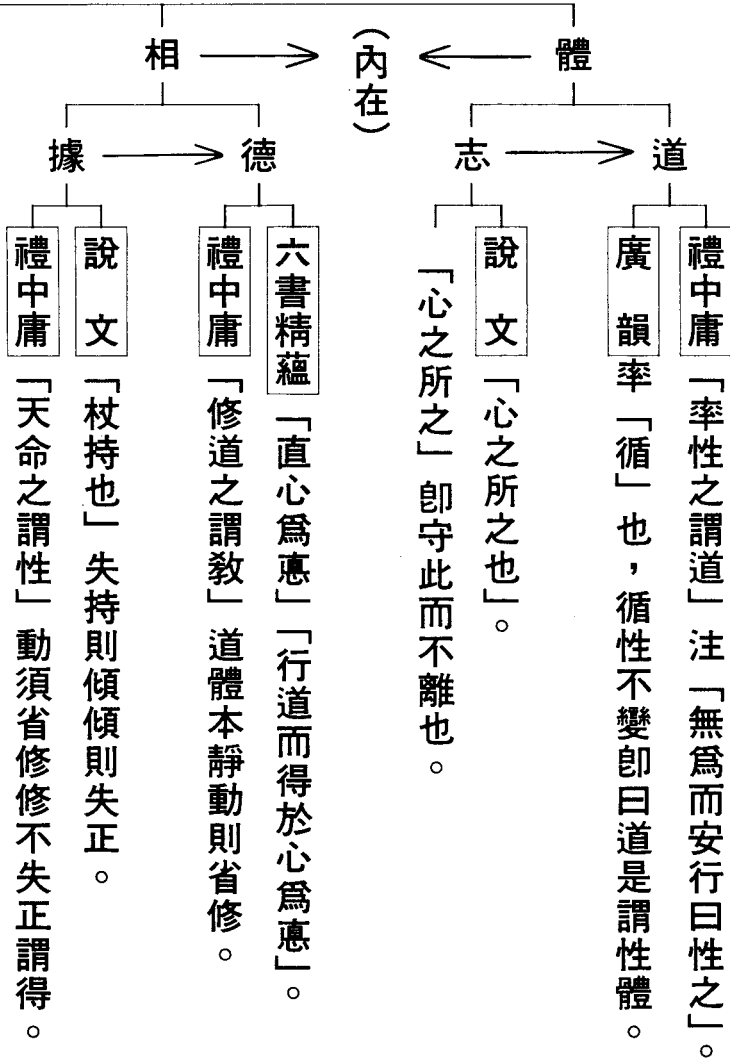 體
(內在)
相
道
志
德
據
禮中庸「率性之謂道」注「無爲而安行曰性之」。
廣韻率「循」也,循性不變卽曰道是謂性體。
說文「心之所之也」。
「心之所之」卽守此而不離也。
六書精蘊「直心爲悳」「行道而得於心爲悳」。
禮中庸「修道之謂敎」道體本靜動則省修。
說文「杖持也」失持則傾傾則失正。
禮中庸「天命之謂性」動須省修修不失正謂得。